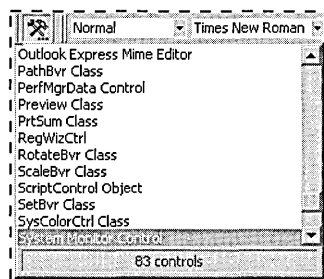 Normal Times New Roman
Outlook Express Mime Editor
PathBvr Class
PerfMgrData Control
Preview Class
PrtSum Class
RegWizCtrl
RotateBvr Class
ScaleBvr Class
ScriptControl Object
SetBvr Class
SysColorCtrl Class
System Monitor Control
83 controls